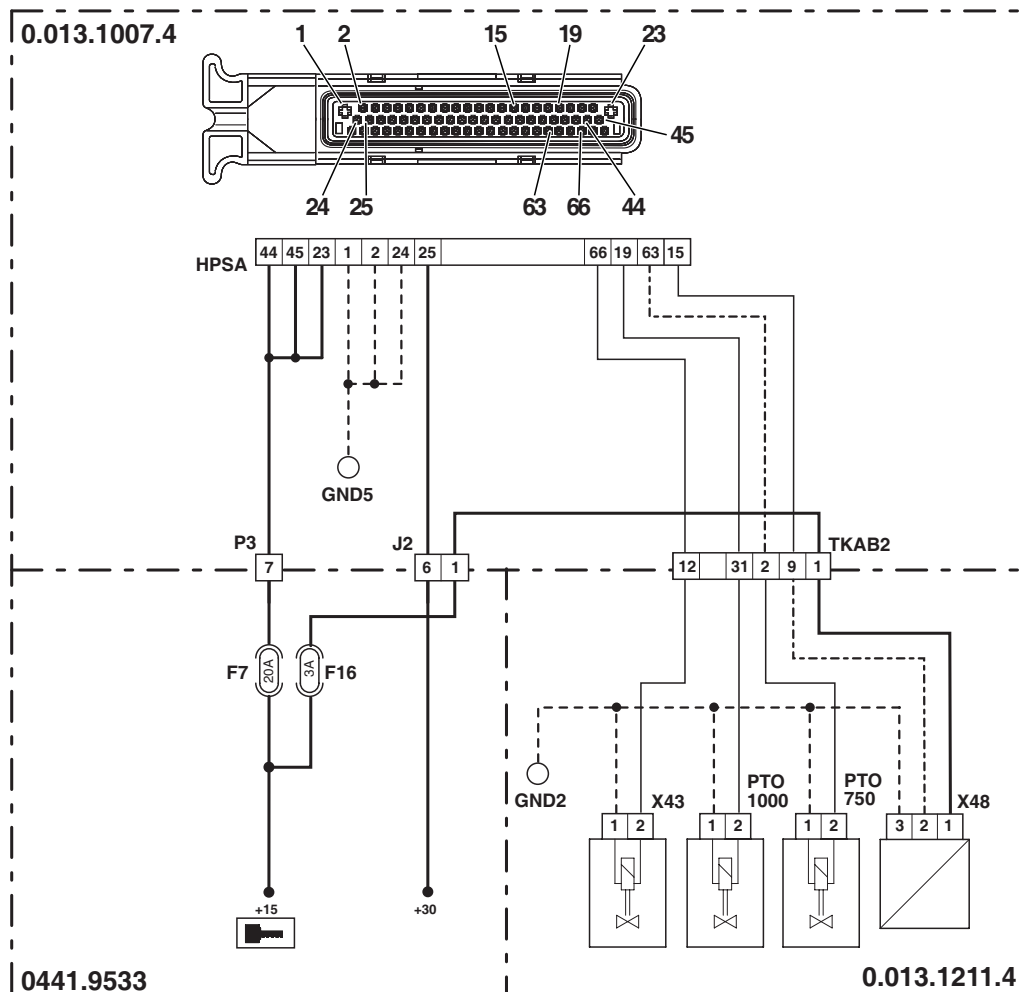 0.013.1007.4
1 2 15 19 23
45
24 25 63 66 44
HPSA 44 45 23 1 2 24 25 66 19 63 15
GND5
P3 J2 TKAB2
7 6 1 12 31 2 9 1
F7 20A 3A F16
GND2 X43 PTO 1000 PTO 750 X48
1 2 1 2 1 2 3 2 1
+15 +30
0441.9533 0.013.1211.4